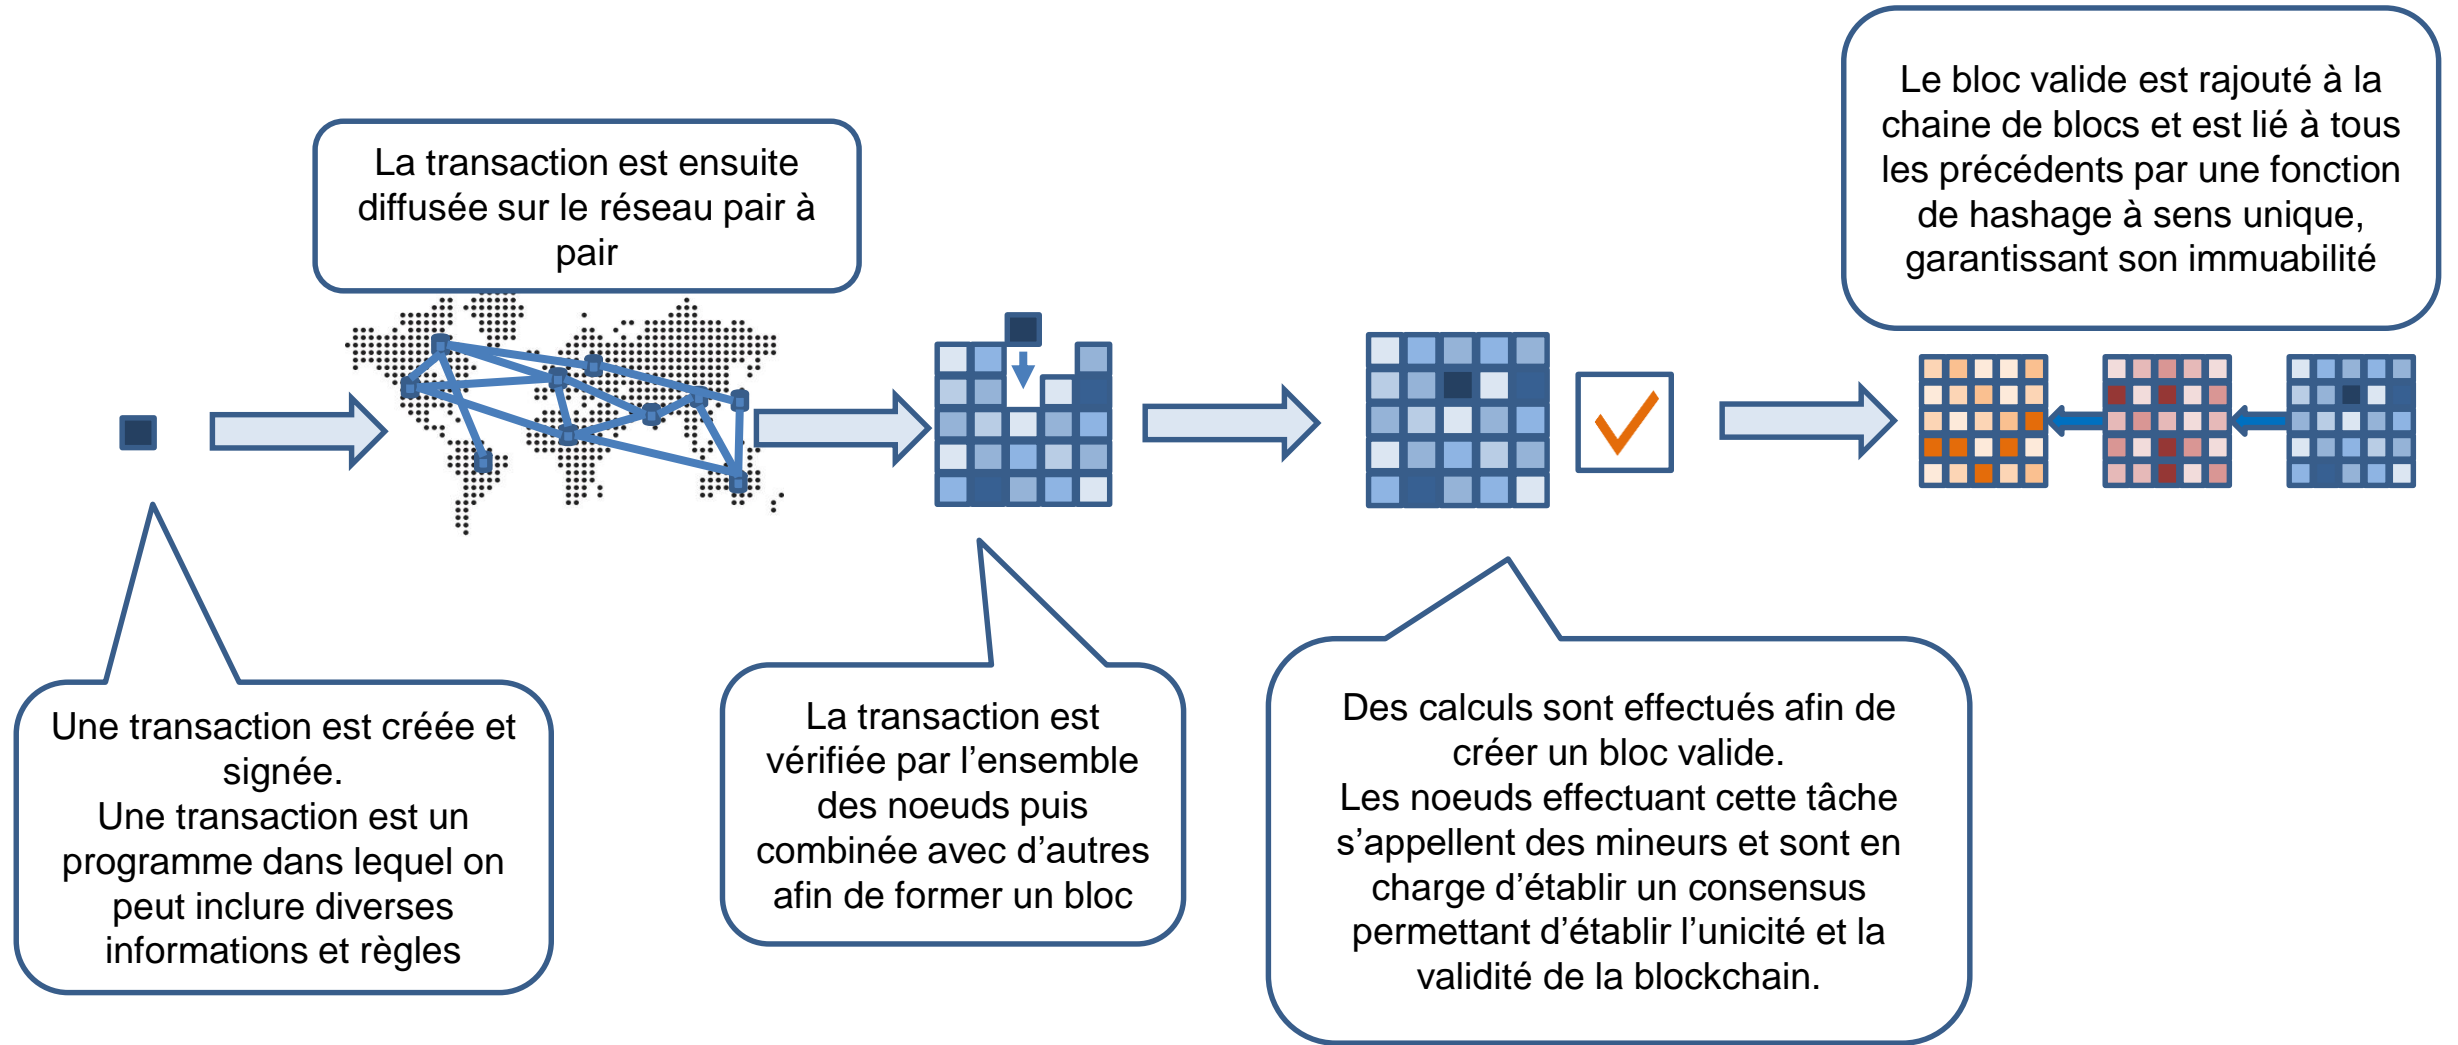 Une transaction est créée et
signée.
Une transaction est un
programme dans lequel on
peut inclure diverses
informations et règles
La transaction est ensuite
diffusée sur le réseau pair à
pair
La transaction est
vérifiée par l’ensemble
des noeuds puis
combinée avec d’autres
afin de former un bloc
Des calculs sont effectués afin de
créer un bloc valide.
Les noeuds effectuant cette tâche
s’appellent des mineurs et sont en
charge d’établir un consensus
permettant d’établir l’unicité et la
validité de la blockchain.
Le bloc valide est rajouté à la
chaine de blocs et est lié à tous
les précédents par une fonction
de hashage à sens unique,
garantissant son immuabilité